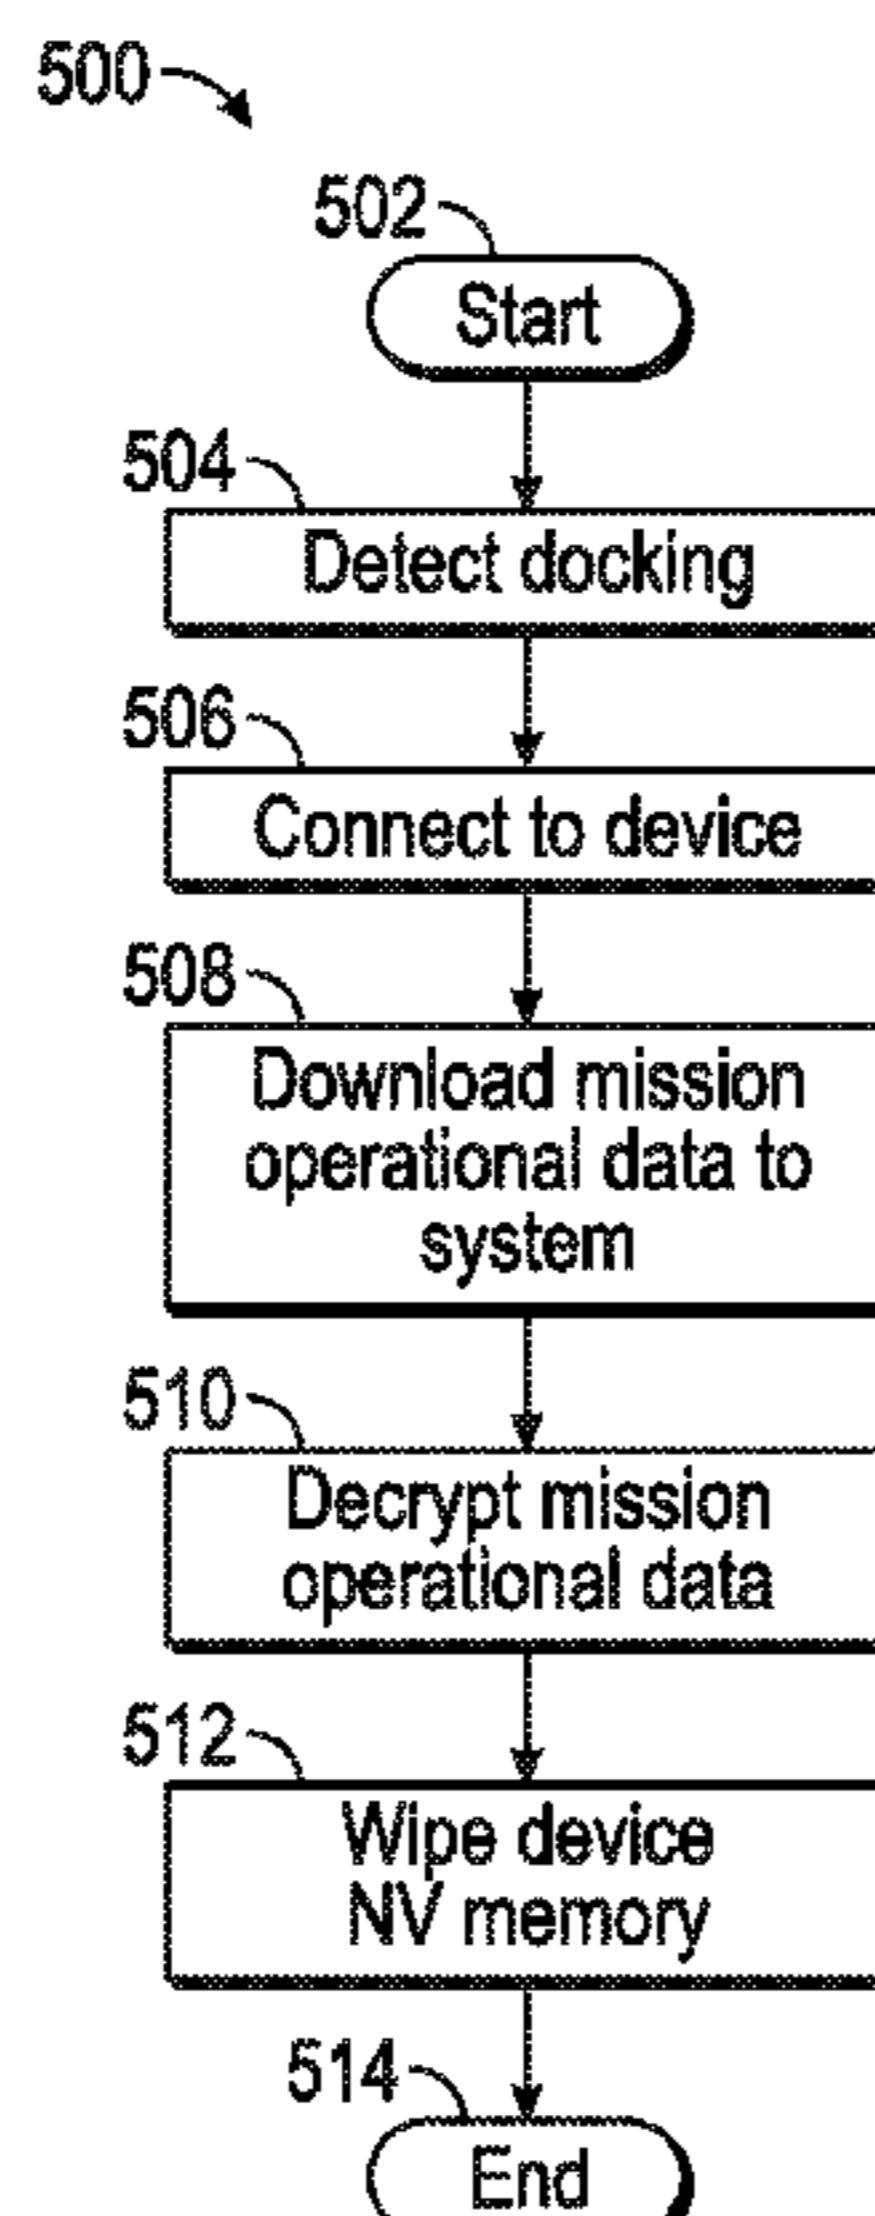 500
502
Start
504
Detect docking
506
Connect to device
508
Download mission
operational data to
system
510
Decrypt mission
operational data
512
Wipe device
NV memory
514
End